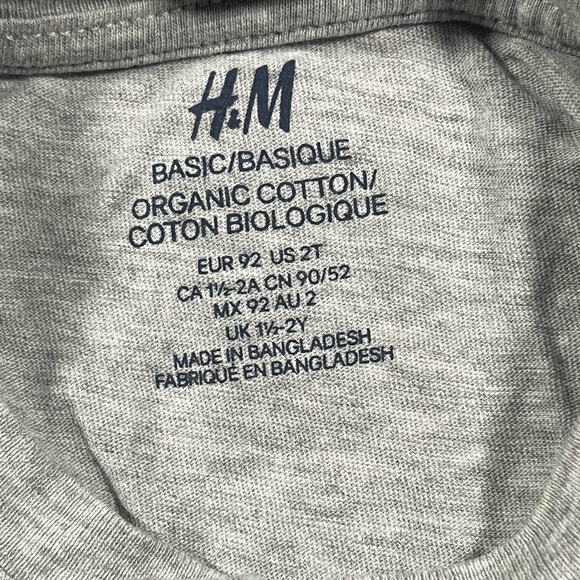 H&M
BASIC/BASIQUE
ORGANIC COTTON/
COTON BIOLOGIQUE
EUR 92 US 2T
CA 1½-2A CN 90/52
MX 92 AU 2
UK 1½-2Y
MADE IN BANGLADESH
FABRIQUÉ EN BANGLADESH